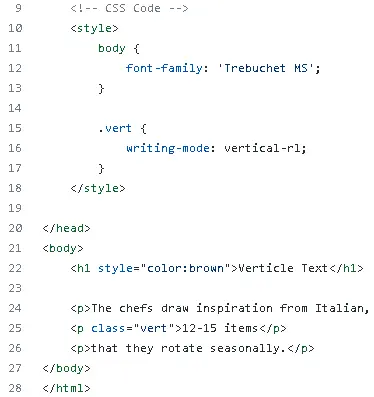 9 <!-- CSS Code -->
10 <style>
11 body {
12 font-family: 'Trebuchet MS';
13 }
14
15 .vert {
16 writing-mode: vertical-rl;
17 }
18 </style>
19
20 </head>
21 <body>
22 <h1 style="color:brown">Verticle Text</h1>
23
24 <p>The chefs draw inspiration from Italian,
25 <p class="vert">12-15 items</p>
26 <p>that they rotate seasonally.</p>
27 </body>
28 </html>